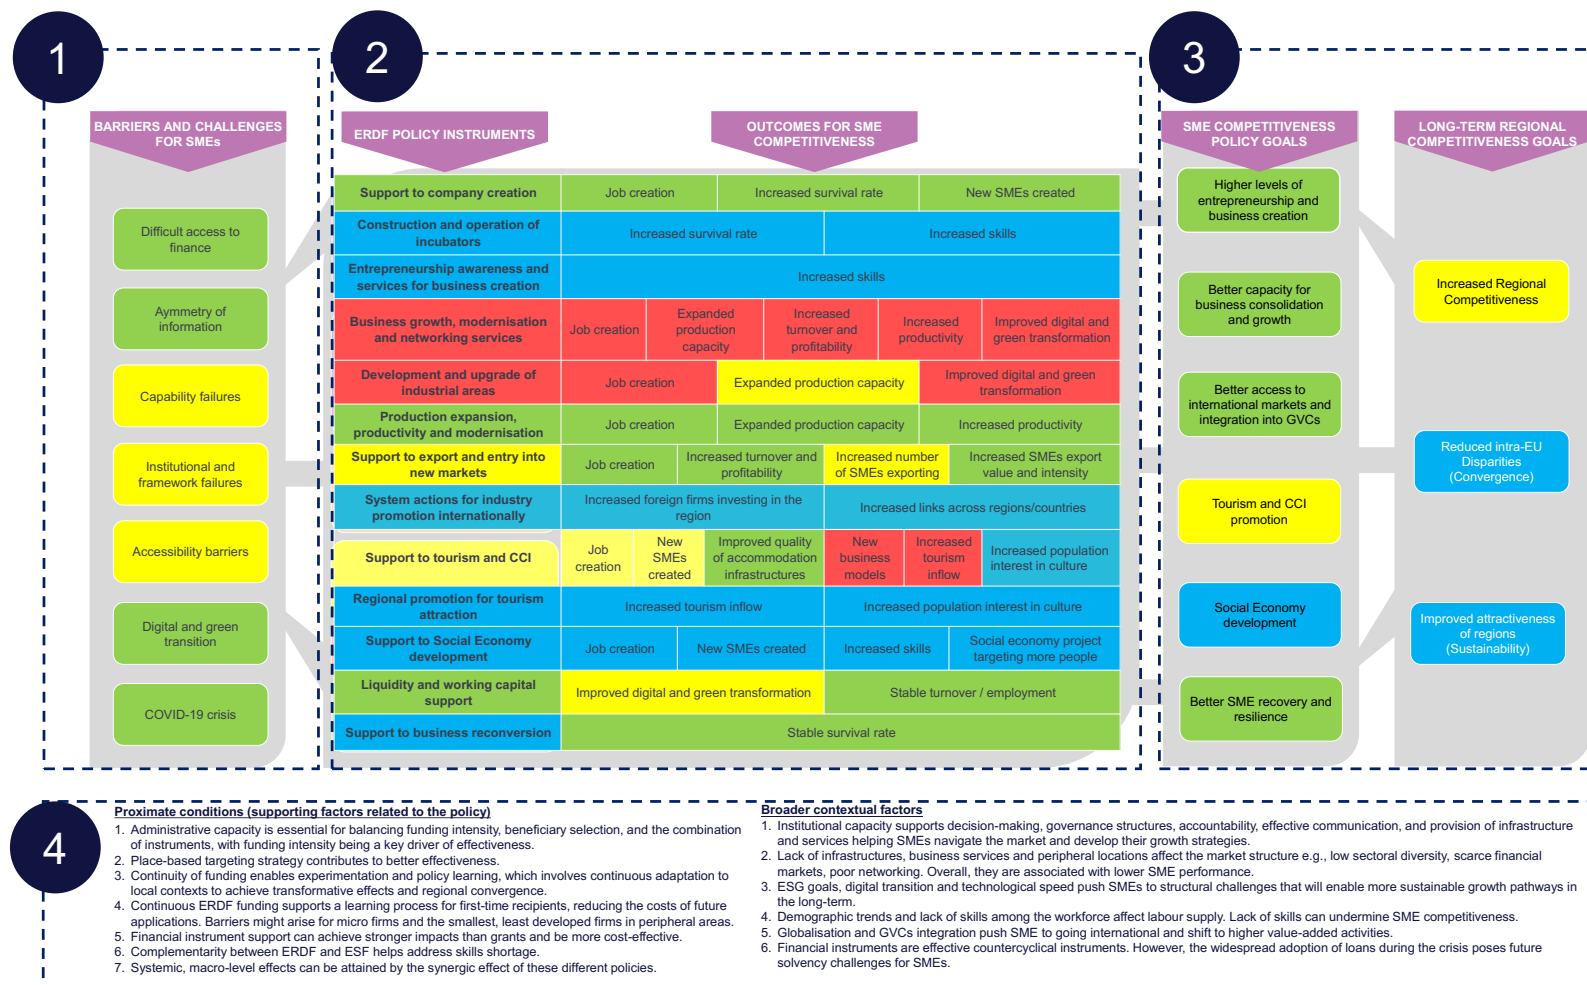 1
2
3
BARRIERS AND CHALLENGES
FOR SMEs
ERDF POLICY INSTRUMENTS
OUTCOMES FOR SME
COMPETITIVENESS
SME COMPETITIVENESS
POLICY GOALS
LONG-TERM REGIONAL
COMPETITIVENESS GOALS
Difficult access to
finance
Aymmetry of
information
Capability failures
Institutional and
framework failures
Accessibility barriers
Digital and green
transition
COVID-19 crisis
Support to company creation
Job creation
Increased survival rate
New SMEs created
Construction and operation of
incubators
Increased survival rate
Increased skills
Entrepreneurship awareness and
services for business creation
Increased skills
Business growth, modernisation
and networking services
Job creation
Expanded
production
capacity
Increased
turnover and
profitability
Increased
productivity
Improved digital and
green transformation
Development and upgrade of
industrial areas
Job creation
Expanded production capacity
Improved digital and green
transformation
Production expansion,
productivity and modernisation
Job creation
Expanded production capacity
Increased productivity
Support to export and entry into
new markets
Job creation
Increased turnover and
profitability
Increased number
of SMEs exporting
Increased SMEs export
value and intensity
System actions for industry
promotion internationally
Increased foreign firms investing in the
region
Increased links across regions/countries
Support to tourism and CCI
Job
creation
New
SMEs
created
Improved quality
of accommodation
infrastructures
New
business
models
Increased
tourism
inflow
Increased population
interest in culture
Regional promotion for tourism
attraction
Increased tourism inflow
Increased population interest in culture
Support to Social Economy
development
Job creation
New SMEs created
Increased skills
Social economy project
targeting more people
Liquidity and working capital
support
Improved digital and green transformation
Stable turnover / employment
Support to business reconversion
Stable survival rate
Higher levels of
entrepreneurship and
business creation
Better capacity for
business consolidation
and growth
Better access to
international markets and
integration into GVCs
Tourism and CCI
promotion
Social Economy
development
Better SME recovery and
resilience
Increased Regional
Competitiveness
Reduced intra-EU
Disparities
(Convergence)
Improved attractiveness
of regions
(Sustainability)
4
Proximate conditions (supporting factors related to the policy)
1. Administrative capacity is essential for balancing funding intensity, beneficiary selection, and the combination
of instruments, with funding intensity being a key driver of effectiveness.
2. Place-based targeting strategy contributes to better effectiveness.
3. Continuity of funding enables experimentation and policy learning, which involves continuous adaptation to
local contexts to achieve transformative effects and regional convergence.
4. Continuous ERDF funding supports a learning process for first-time recipients, reducing the costs of future
applications. Barriers might arise for micro firms and the smallest, least developed firms in peripheral areas.
5. Financial instrument support can achieve stronger impacts than grants and be more cost-effective.
6. Complementarity between ERDF and ESF helps address skills shortage.
7. Systemic, macro-level effects can be attained by the synergic effect of these different policies.
Broader contextual factors
1. Institutional capacity supports decision-making, governance structures, accountability, effective communication, and provision of infrastructure
and services helping SMEs navigate the market and develop their growth strategies.
2. Lack of infrastructures, business services and peripheral locations affect the market structure e.g., low sectoral diversity, scarce financial
markets, poor networking. Overall, they are associated with lower SME performance.
3. ESG goals, digital transition and technological speed push SMEs to structural challenges that will enable more sustainable growth pathways in
the long-term.
4. Demographic trends and lack of skills among the workforce affect labour supply. Lack of skills can undermine SME competitiveness.
5. Globalisation and GVCs integration push SME to going international and shift to higher value-added activities.
6. Financial instruments are effective countercyclical instruments. However, the widespread adoption of loans during the crisis poses future
solvency challenges for SMEs.